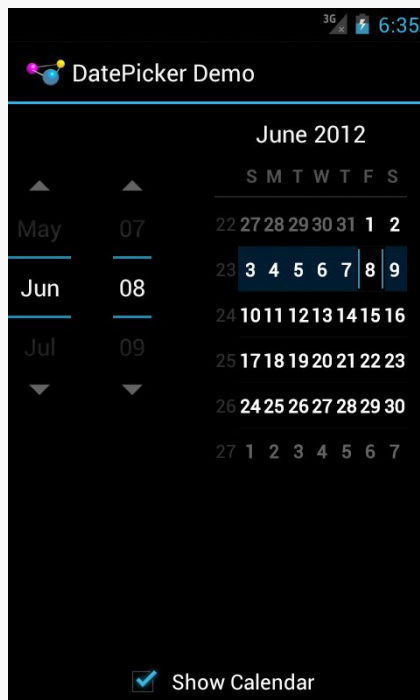 3G 6:35
DatePicker Demo
June 2012
S M T W T F S
May 07
Jun 08
Jul 09
22 27 28 29 30 31 1 2
23 3 4 5 6 7 8 9
24 10 11 12 13 14 15 16
25 17 18 19 20 21 22 23
26 24 25 26 27 28 29 30
27 1 2 3 4 5 6 7
Show Calendar